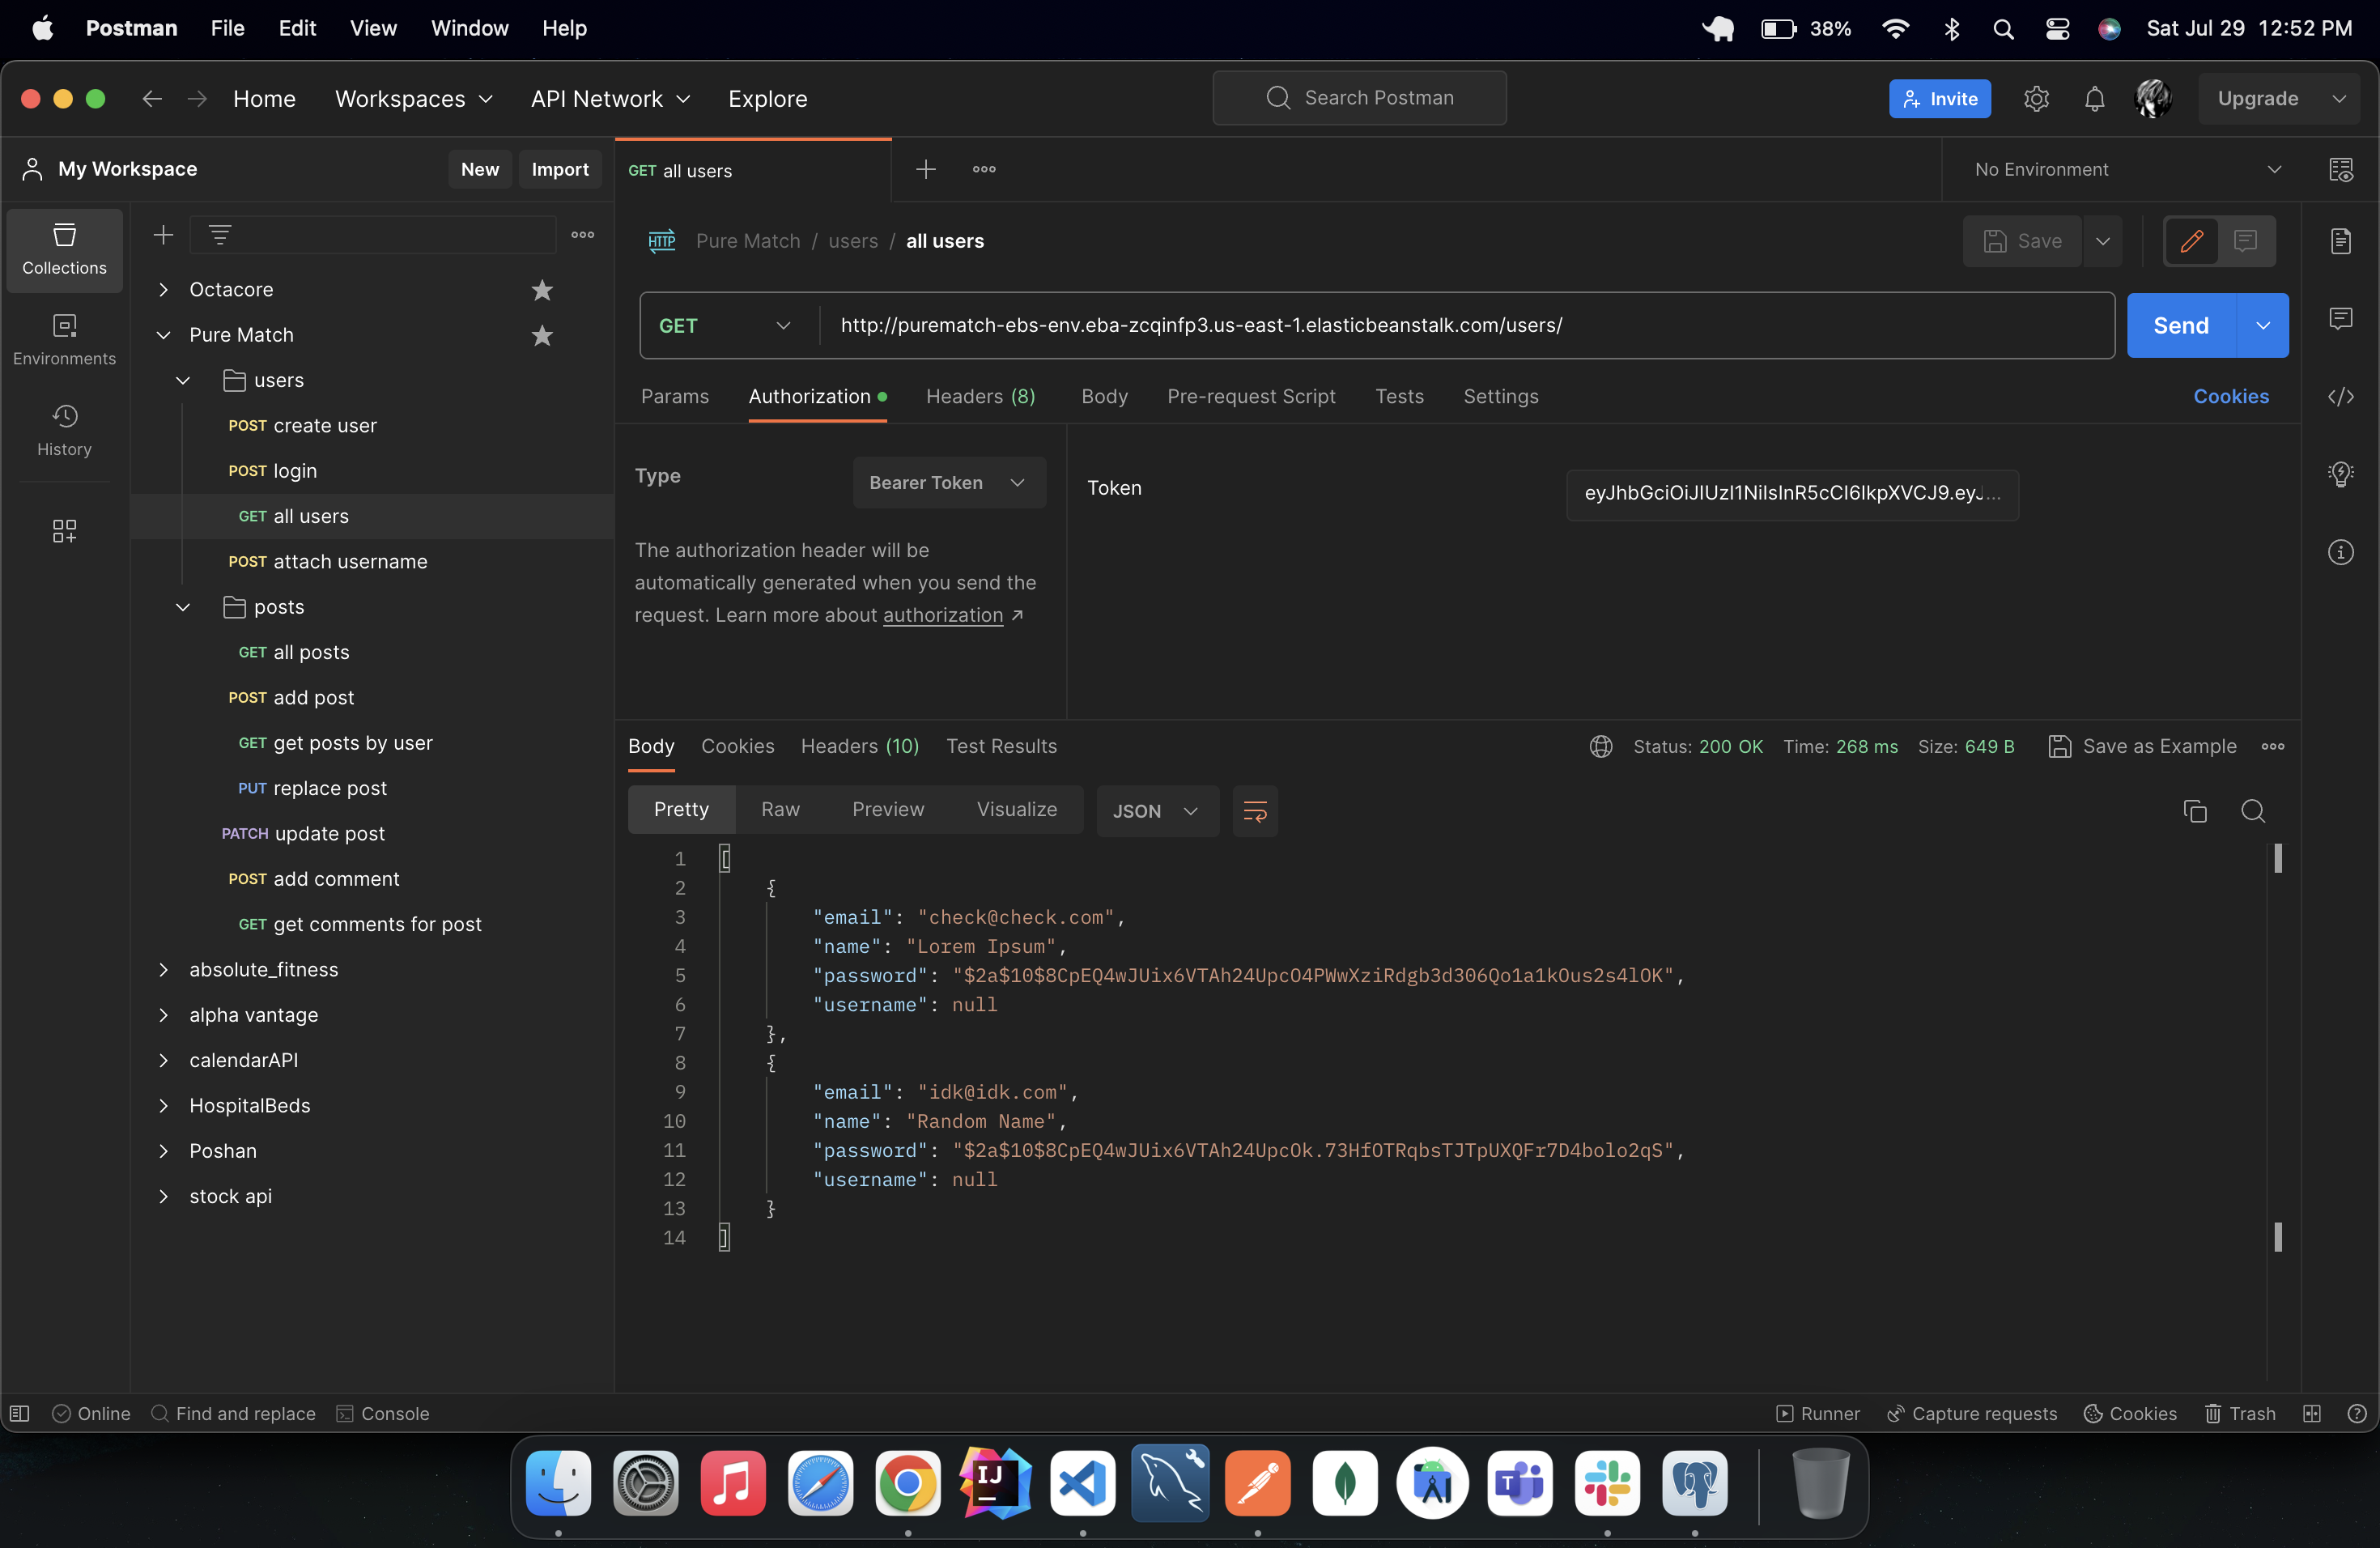 Postman File Edit View Window Help 38% Sat Jul 29 12:52 PM
Home Workspaces API Network Explore Search Postman Invite Upgrade
My Workspace New Import GET all users No Environment
Collections
Environments
History
Octacore
Pure Match
users
POST create user
POST login
GET all users
POST attach username
posts
GET all posts
POST add post
GET get posts by user
PUT replace post
PATCH update post
POST add comment
GET get comments for post
absolute_fitness
alpha vantage
calendarAPI
HospitalBeds
Poshan
stock api
HTTP Pure Match / users / all users Save
GET http://purematch-ebs-env.eba-zcqinfp3.us-east-1.elasticbeanstalk.com/users/ Send
Params Authorization Headers (8) Body Pre-request Script Tests Settings Cookies
Type Bearer Token
The authorization header will be
automatically generated when you send the
request. Learn more about authorization ↗
Token eyJhbGciOiJIUzI1NiIsInR5cCI6IkpXVCJ9.eyJ...
Body Cookies Headers (10) Test Results Status: 200 OK Time: 268 ms Size: 649 B Save as Example
Pretty Raw Preview Visualize JSON
1 [
2 {
3 "email": "check@check.com",
4 "name": "Lorem Ipsum",
5 "password": "$2a$10$8CpEQ4wJUix6VTAh24UpcO4PWwXziRdgb3d306Qo1a1kOus2s4lOK",
6 "username": null
7 },
8 {
9 "email": "idk@idk.com",
10 "name": "Random Name",
11 "password": "$2a$10$8CpEQ4wJUix6VTAh24UpcOk.73HfOTRqbsTJTpUXQFr7D4bolo2qS",
12 "username": null
13 }
14 ]
Online Find and replace Console Runner Capture requests Cookies Trash
IJ
T